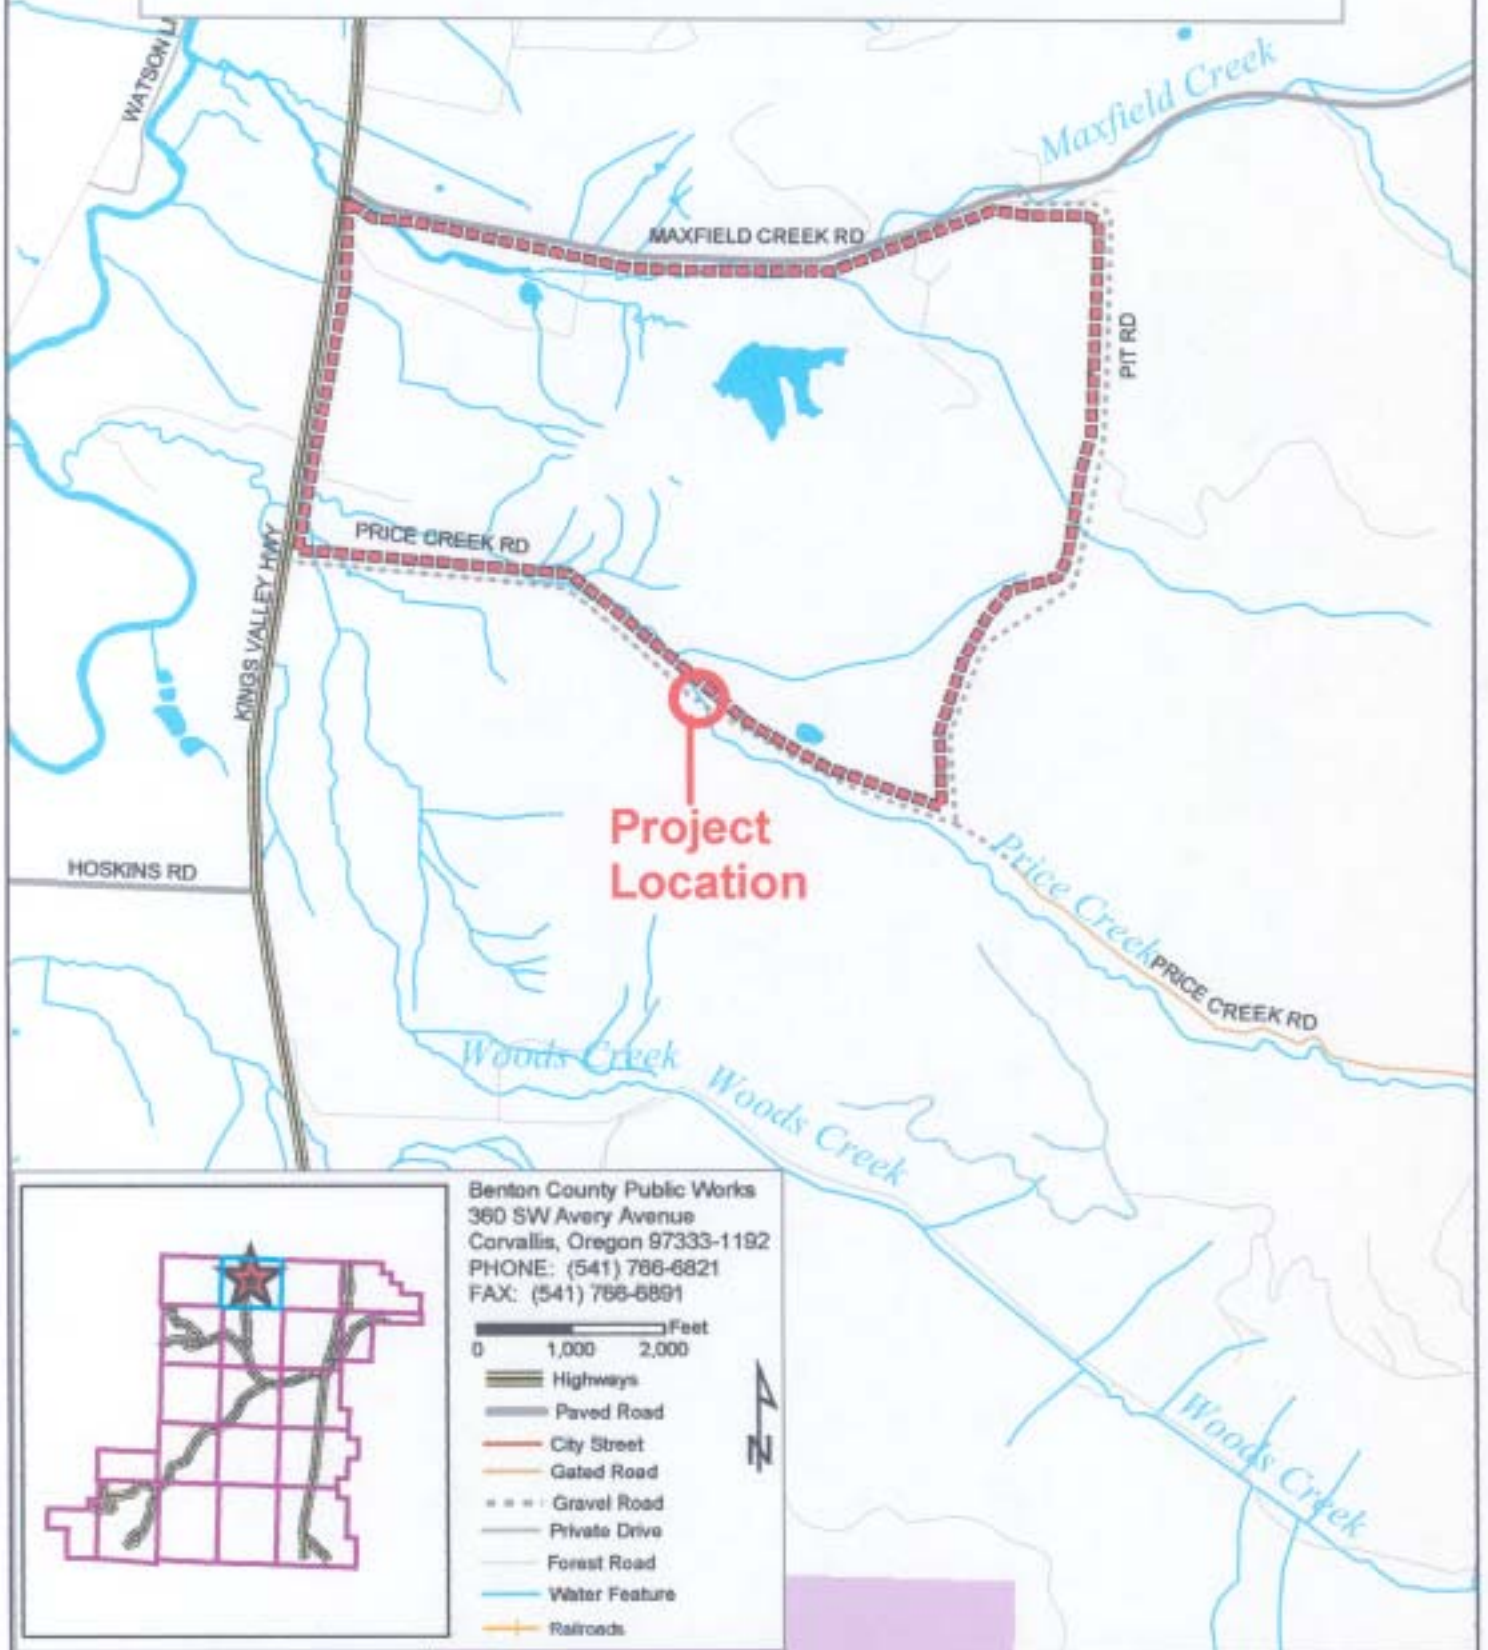 WATSON L
Maxfield Creek
MAXFIELD CREEK RD
PIT RD
PRICE CREEK RD
KINGS VALLEY HWY
Project
Location
HOSKINS RD
Price Creek
PRICE CREEK RD
Woods Creek
Woods Creek
Woods Creek
Benton County Public Works
360 SW Avery Avenue
Corvallis, Oregon 97333-1192
PHONE: (541) 766-6821
FAX: (541) 766-6891
Feet
0 1,000 2,000
Highways
Paved Road
City Street
Gated Road
Gravel Road
Private Drive
Forest Road
Water Feature
Railroads
N